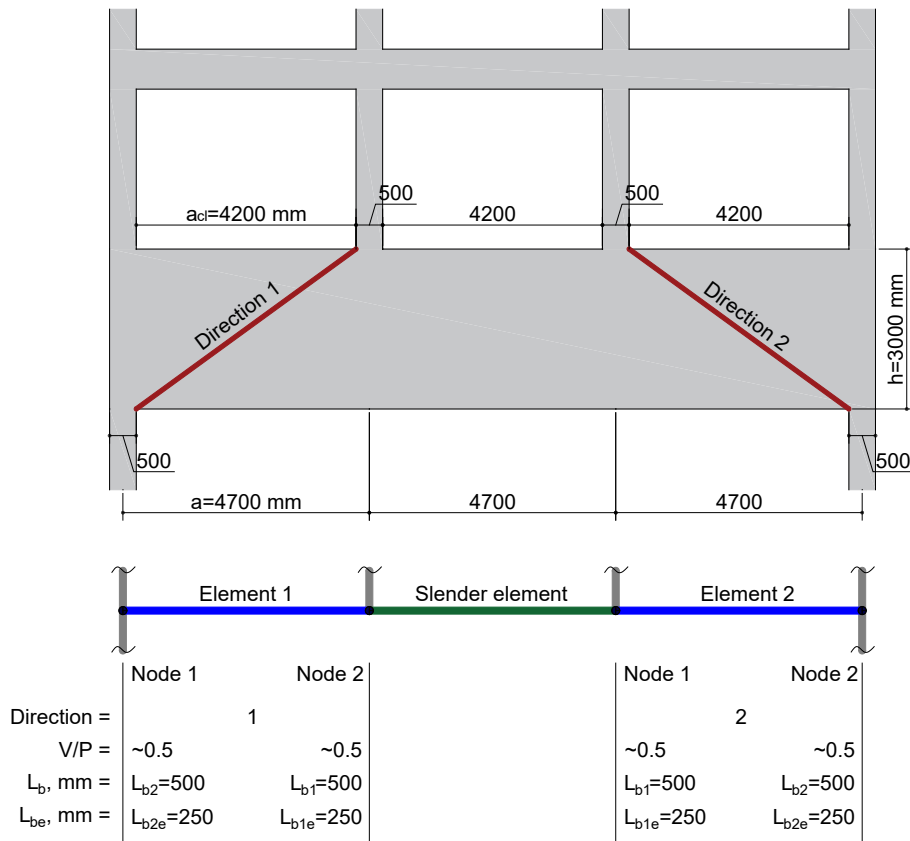 500
500
acl=4200 mm
4200
4200
Direction 1
Direction 2
h=3000 mm
500
500
a=4700 mm
4700
4700
Element 1
Slender element
Element 2
Node 1
Node 2
Node 1
Node 2
Direction =
1
2
V/P =
~0.5
~0.5
~0.5
~0.5
Lb, mm =
Lb2=500
Lb1=500
Lb1=500
Lb2=500
Lbe, mm =
Lb2e=250
Lb1e=250
Lb1e=250
Lb2e=250